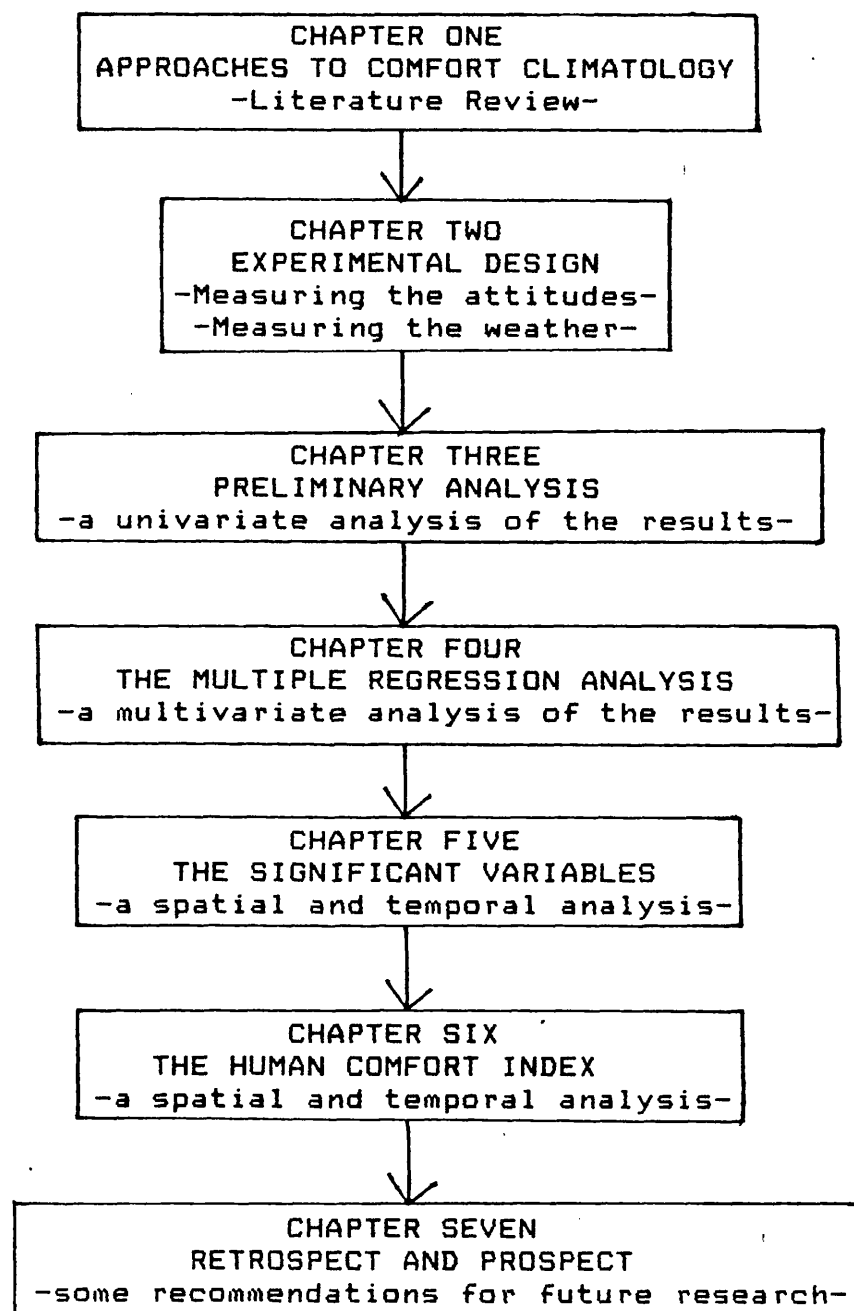 CHAPTER ONE
APPROACHES TO COMFORT CLIMATOLOGY
-Literature Review-
CHAPTER TWO
EXPERIMENTAL DESIGN
-Measuring the attitudes-
-Measuring the weather-
CHAPTER THREE
PRELIMINARY ANALYSIS
-a univariate analysis of the results-
CHAPTER FOUR
THE MULTIPLE REGRESSION ANALYSIS
-a multivariate analysis of the results-
CHAPTER FIVE
THE SIGNIFICANT VARIABLES
-a spatial and temporal analysis-
CHAPTER SIX
THE HUMAN COMFORT INDEX
-a spatial and temporal analysis-
CHAPTER SEVEN
RETROSPECT AND PROSPECT
-some recommendations for future research-